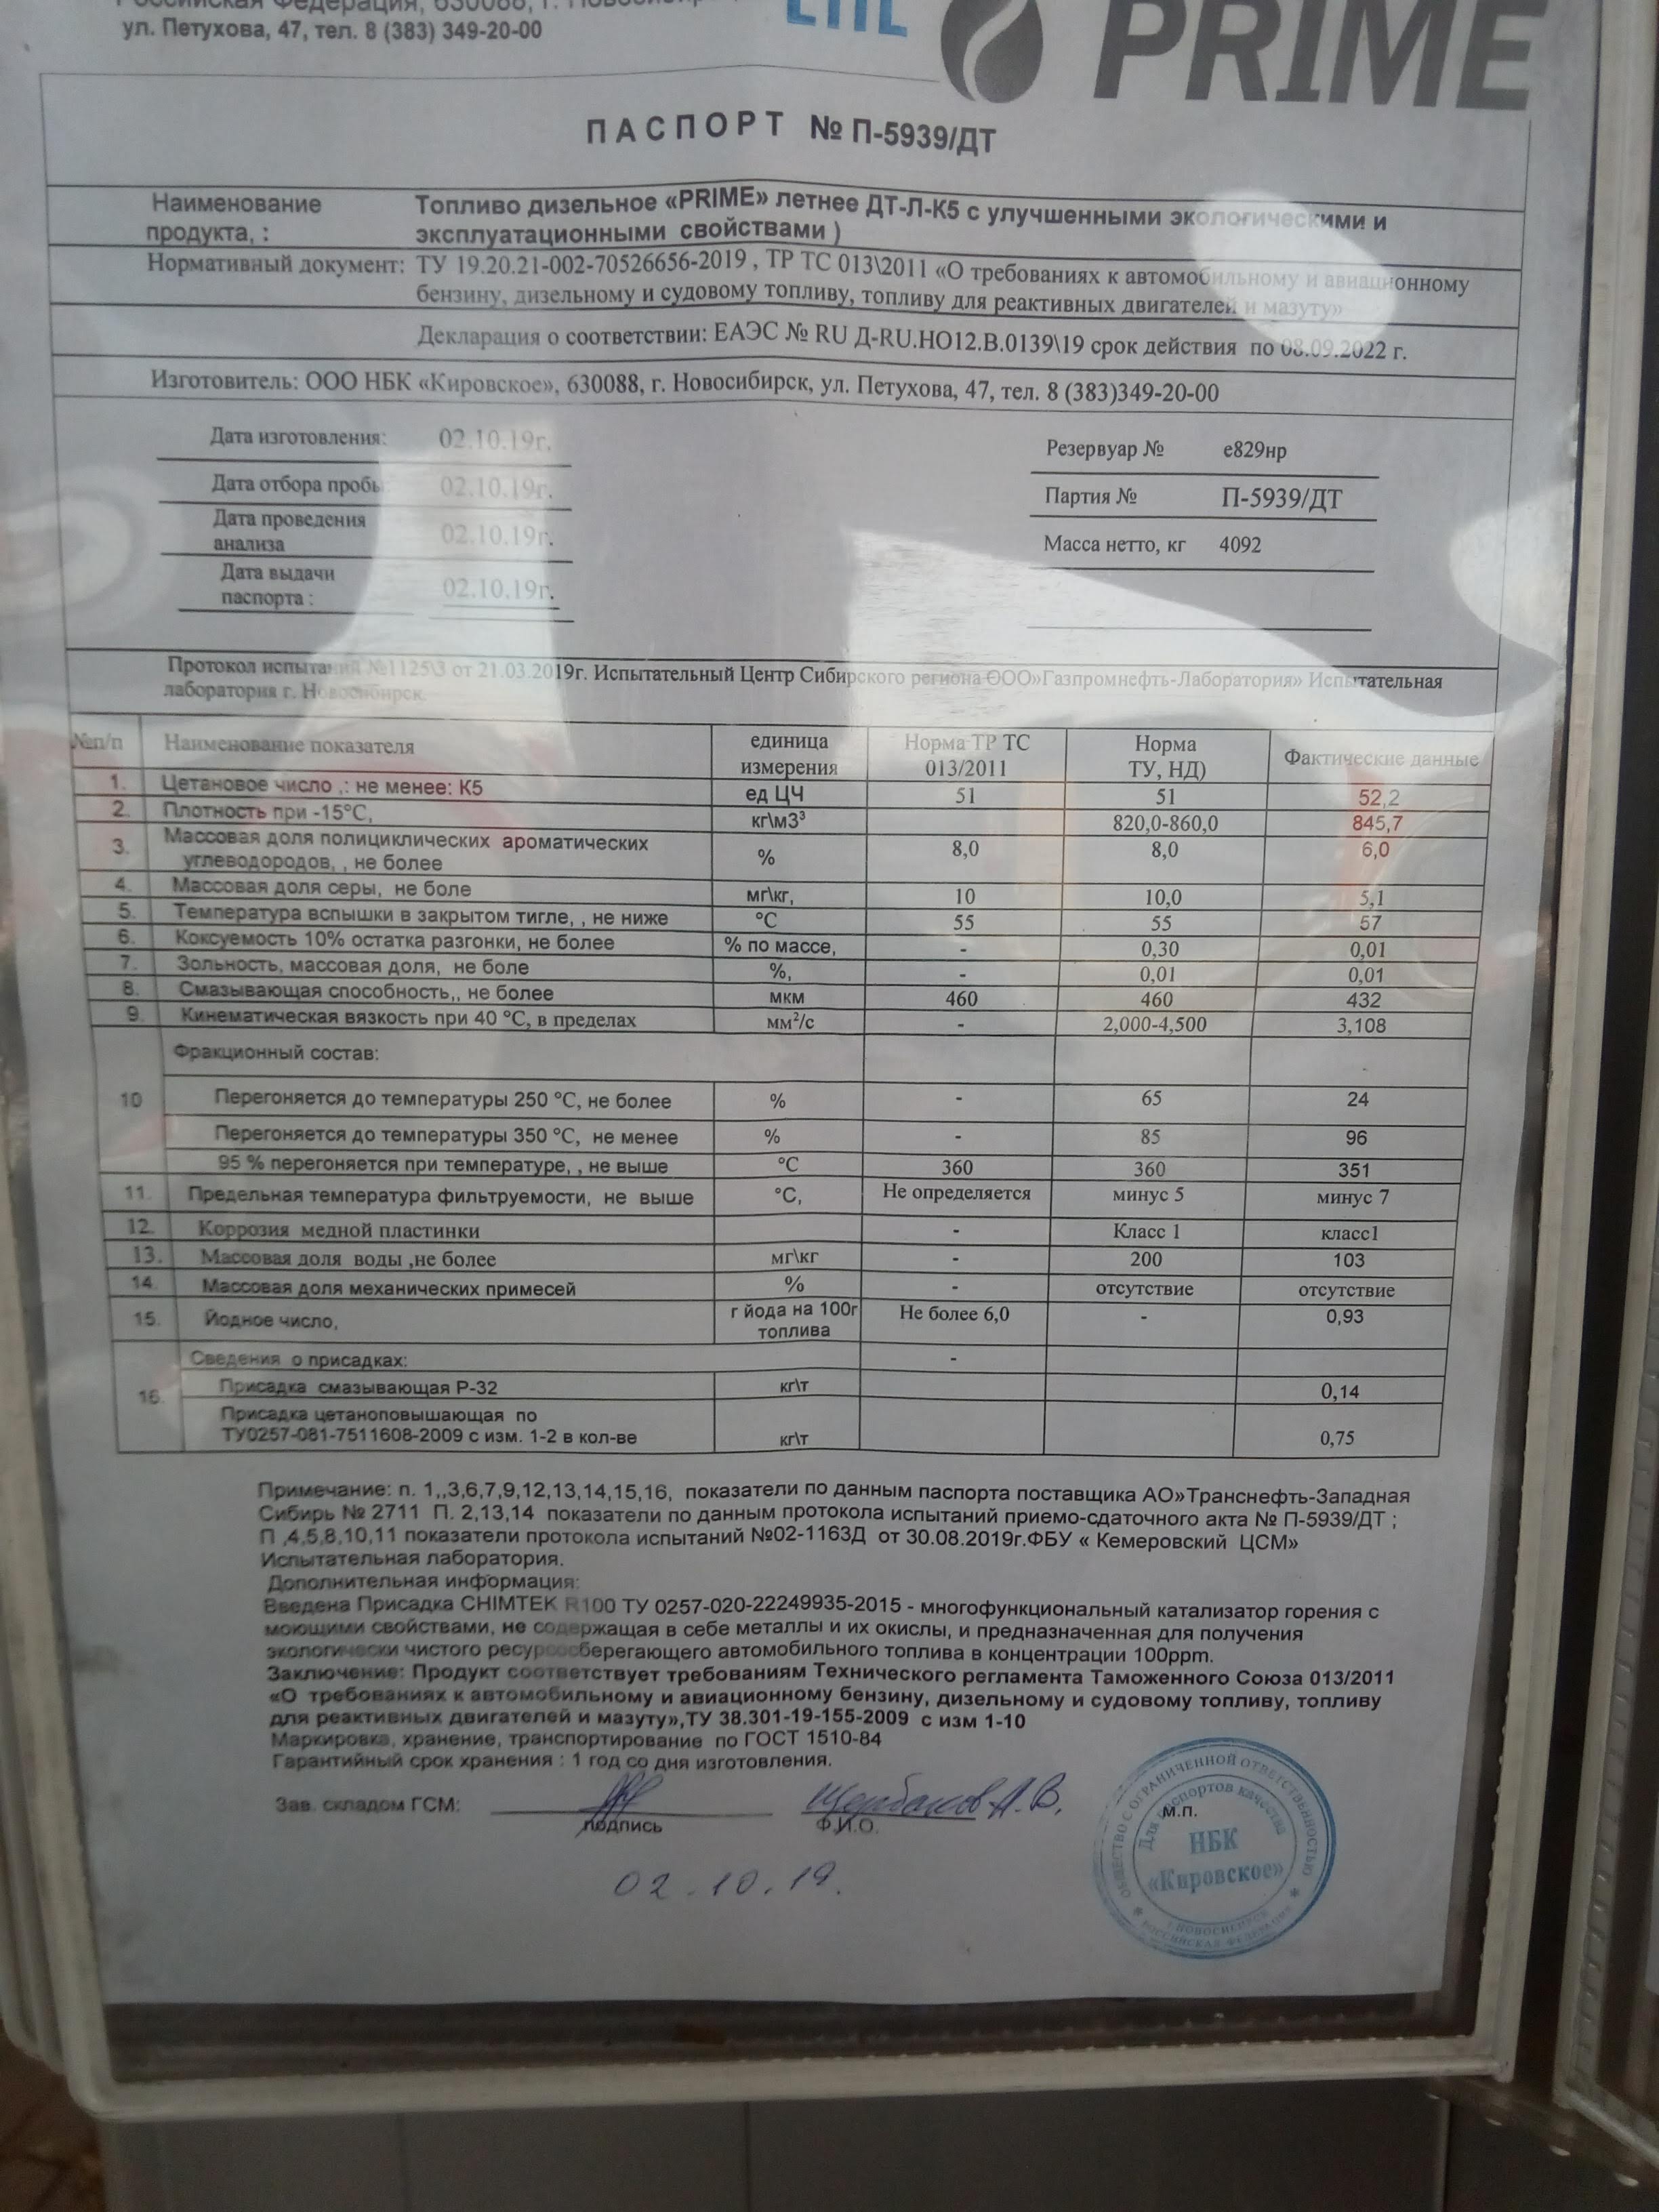 ул. Петухова, 47, тел. 8 (383) 349-20-00
PRIME
ПАСПОРТ № П-5939/ДТ
Наименование продукта, : Топливо дизельное «PRIME» летнее ДТ-Л-К5 с улучшенными экологическими и
эксплуатационными свойствами )
Нормативный документ: ТУ 19.20.21-002-70526656-2019 , ТР ТС 013\2011 «О требованиях к автомобильному и авиационному
бензину, дизельному и судовому топливу, топливу для реактивных двигателей и мазуту»
Декларация о соответствии: ЕАЭС № RU Д-RU.НО12.В.0139\19 срок действия по 08.09.2022 г.
Изготовитель: ООО НБК «Кировское», 630088, г. Новосибирск, ул. Петухова, 47, тел. 8 (383)349-20-00
Дата изготовления: 02.10.19г.
Резервуар № е829нр
Дата отбора пробы 02.10.19г.
Партия № П-5939/ДТ
Дата проведения анализа 02.10.19г.
Масса нетто, кг 4092
Дата выдачи паспорта : 02.10.19г.
Протокол испытаний №1125\3 от 21.03.2019г. Испытательный Центр Сибирского региона ООО»Газпромнефть-Лаборатория» Испытательная
лаборатория г. Новосибирск.
№п/п Наименование показателя единица измерения Норма ТР ТС 013/2011 Норма ТУ, НД) Фактические данные
1. Цетановое число ,: не менее: К5 ед ЦЧ 51 51 52,2
2. Плотность при -15°С, кг\м3³ 820,0-860,0 845,7
3. Массовая доля полициклических ароматических углеводородов, , не более % 8,0 8,0 6,0
4. Массовая доля серы, не боле мг\кг, 10 10,0 5,1
5. Температура вспышки в закрытом тигле, , не ниже °С 55 55 57
6. Коксуемость 10% остатка разгонки, не более % по массе, - 0,30 0,01
7. Зольность, массовая доля, не боле %, - 0,01 0,01
8. Смазывающая способность,, не более мкм 460 460 432
9. Кинематическая вязкость при 40 °С, в пределах мм²/с - 2,000-4,500 3,108
10 Фракционный состав: -
Перегоняется до температуры 250 °С, не более % - 65 24
Перегоняется до температуры 350 °С, не менее % - 85 96
95 % перегоняется при температуре, , не выше °С 360 360 351
11. Предельная температура фильтруемости, не выше °С, Не определяется минус 5 минус 7
12. Коррозия медной пластинки - Класс 1 класс1
13. Массовая доля воды ,не более мг\кг - 200 103
14. Массовая доля механических примесей % - отсутствие отсутствие
15. Йодное число, г йода на 100г топлива Не более 6,0 - 0,93
16. Сведения о присадках: -
Присадка смазывающая Р-32 кг\т 0,14
Присадка цетаноповышающая по
ТУ0257-081-7511608-2009 с изм. 1-2 в кол-ве кг\т 0,75
Примечание: п. 1,,3,6,7,9,12,13,14,15,16, показатели по данным паспорта поставщика АО»Транснефть-Западная
Сибирь № 2711 П. 2,13,14 показатели по данным протокола испытаний приемо-сдаточного акта № П-5939/ДТ ;
П ,4,5,8,10,11 показатели протокола испытаний №02-1163Д от 30.08.2019г.ФБУ « Кемеровский ЦСМ»
Испытательная лаборатория.
Дополнительная информация:
Введена Присадка CHIMTEK R100 ТУ 0257-020-22249935-2015 - многофункциональный катализатор горения с
моющими свойствами, не содержащая в себе металлы и их окислы, и предназначенная для получения
экологически чистого ресурсосберегающего автомобильного топлива в концентрации 100ppm.
Заключение: Продукт соответствует требованиям Технического регламента Таможенного Союза 013/2011
«О требованиях к автомобильному и авиационному бензину, дизельному и судовому топливу, топливу
для реактивных двигателей и мазуту»,ТУ 38.301-19-155-2009 с изм 1-10
Маркировка, хранение, транспортирование по ГОСТ 1510-84
Гарантийный срок хранения : 1 год со дня изготовления.
Зав. складом ГСМ: Щербаков А.В.
подпись Ф.И.О. м.п.
02.10.19.
ОБЩЕСТВО С ОГРАНИЧЕННОЙ ОТВЕТСТВЕННОСТЬЮ
Для паспортов качества
НБК
«Кировское»
г.НОВОСИБИРСК
РОССИЙСКАЯ ФЕДЕРАЦИЯ